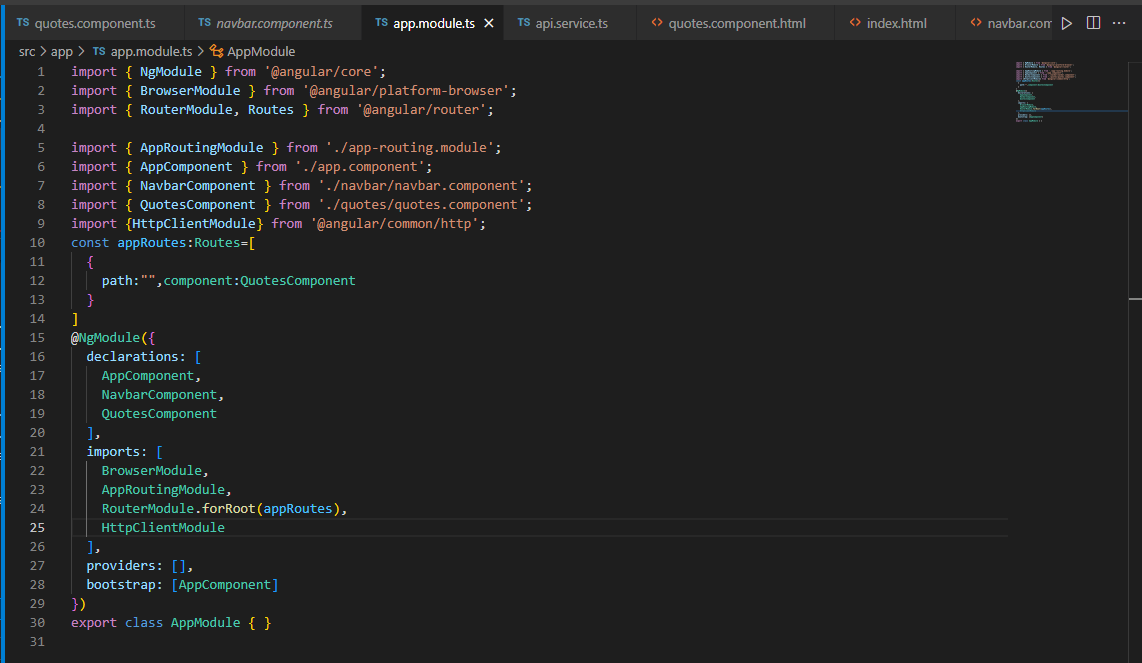 TS quotes.component.ts TS navbar.component.ts TS app.module.ts × TS api.service.ts <> quotes.component.html <> index.html <> navbar.com ···
src > app > TS app.module.ts > AppModule
1 import { NgModule } from '@angular/core';
2 import { BrowserModule } from '@angular/platform-browser';
3 import { RouterModule, Routes } from '@angular/router';
4
5 import { AppRoutingModule } from './app-routing.module';
6 import { AppComponent } from './app.component';
7 import { NavbarComponent } from './navbar/navbar.component';
8 import { QuotesComponent } from './quotes/quotes.component';
9 import {HttpClientModule} from '@angular/common/http';
10 const appRoutes:Routes=[
11   {
12     path:"",component:QuotesComponent
13   }
14 ]
15 @NgModule({
16   declarations: [
17     AppComponent,
18     NavbarComponent,
19     QuotesComponent
20   ],
21   imports: [
22     BrowserModule,
23     AppRoutingModule,
24     RouterModule.forRoot(appRoutes),
25     HttpClientModule
26   ],
27   providers: [],
28   bootstrap: [AppComponent]
29 })
30 export class AppModule { }
31